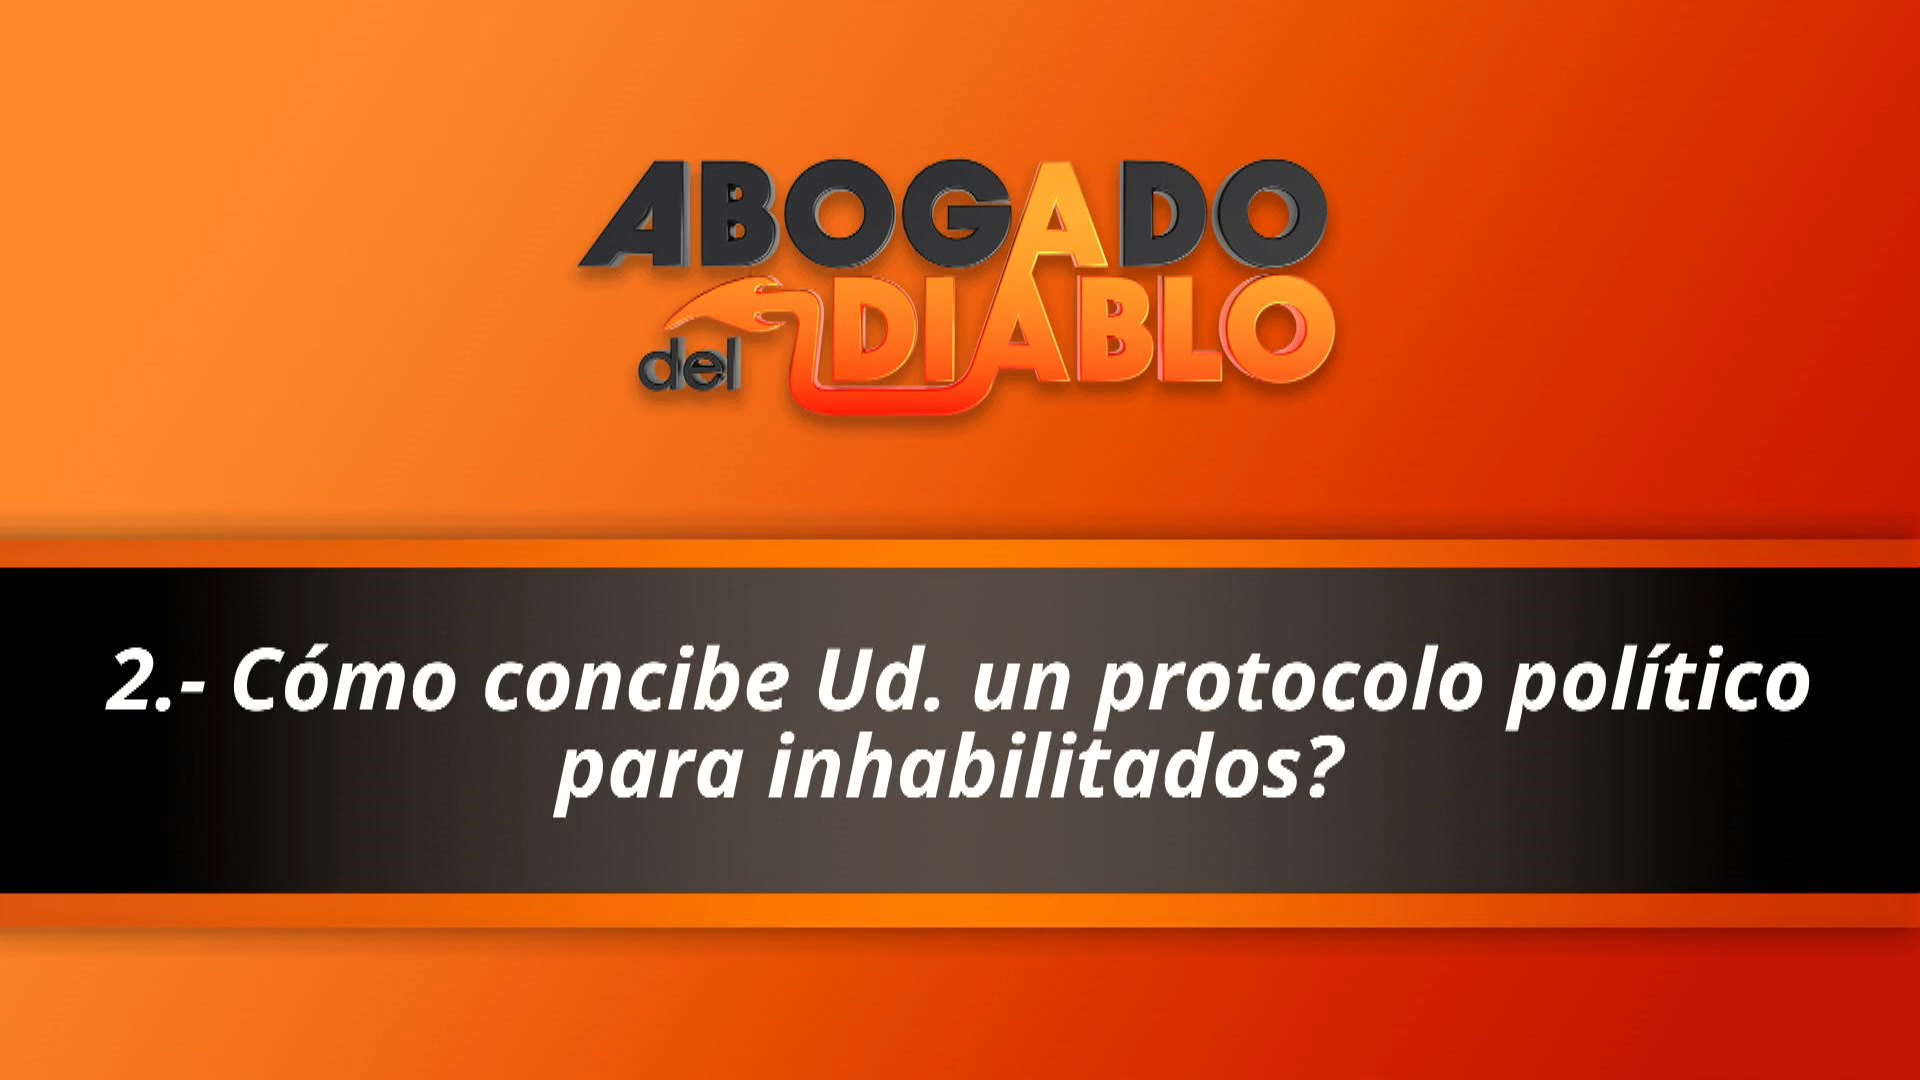 ABOGADO
del DIABLO
2.- Cómo concibe Ud. un protocolo político
para inhabilitados?